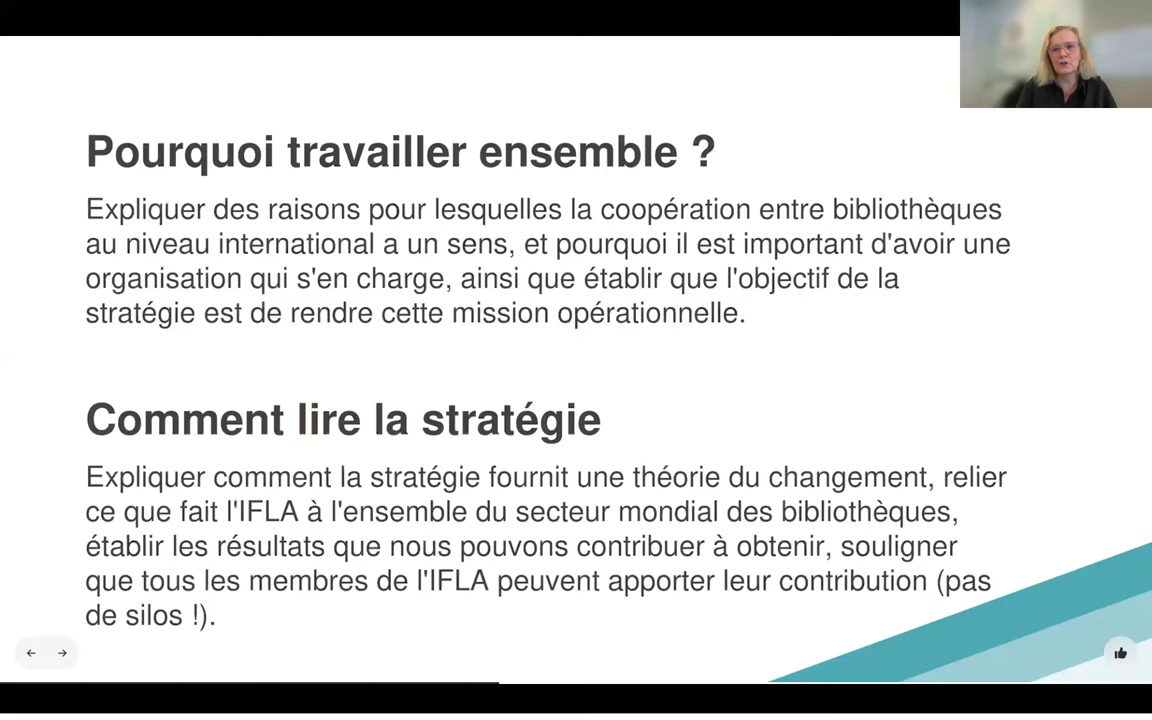 Pourquoi travailler ensemble ?
Expliquer des raisons pour lesquelles la coopération entre bibliothèques
au niveau international a un sens, et pourquoi il est important d'avoir une
organisation qui s'en charge, ainsi que établir que l'objectif de la
stratégie est de rendre cette mission opérationnelle.
Comment lire la stratégie
Expliquer comment la stratégie fournit une théorie du changement, relier
ce que fait l'IFLA à l'ensemble du secteur mondial des bibliothèques,
établir les résultats que nous pouvons contribuer à obtenir, souligner
que tous les membres de l'IFLA peuvent apporter leur contribution (pas
de silos !).